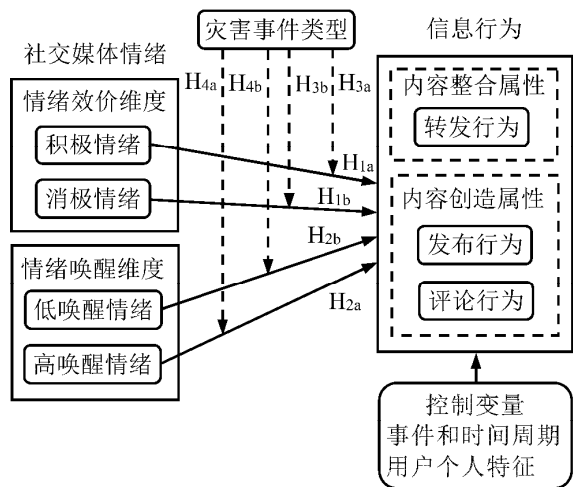 灾害事件类型
社交媒体情绪
信息行为
H4a
H4b
H3b
H3a
情绪效价维度
积极情绪
消极情绪
H1a
H1b
内容整合属性
转发行为
内容创造属性
发布行为
评论行为
情绪唤醒维度
低唤醒情绪
高唤醒情绪
H2b
H2a
控制变量
事件和时间周期
用户个人特征